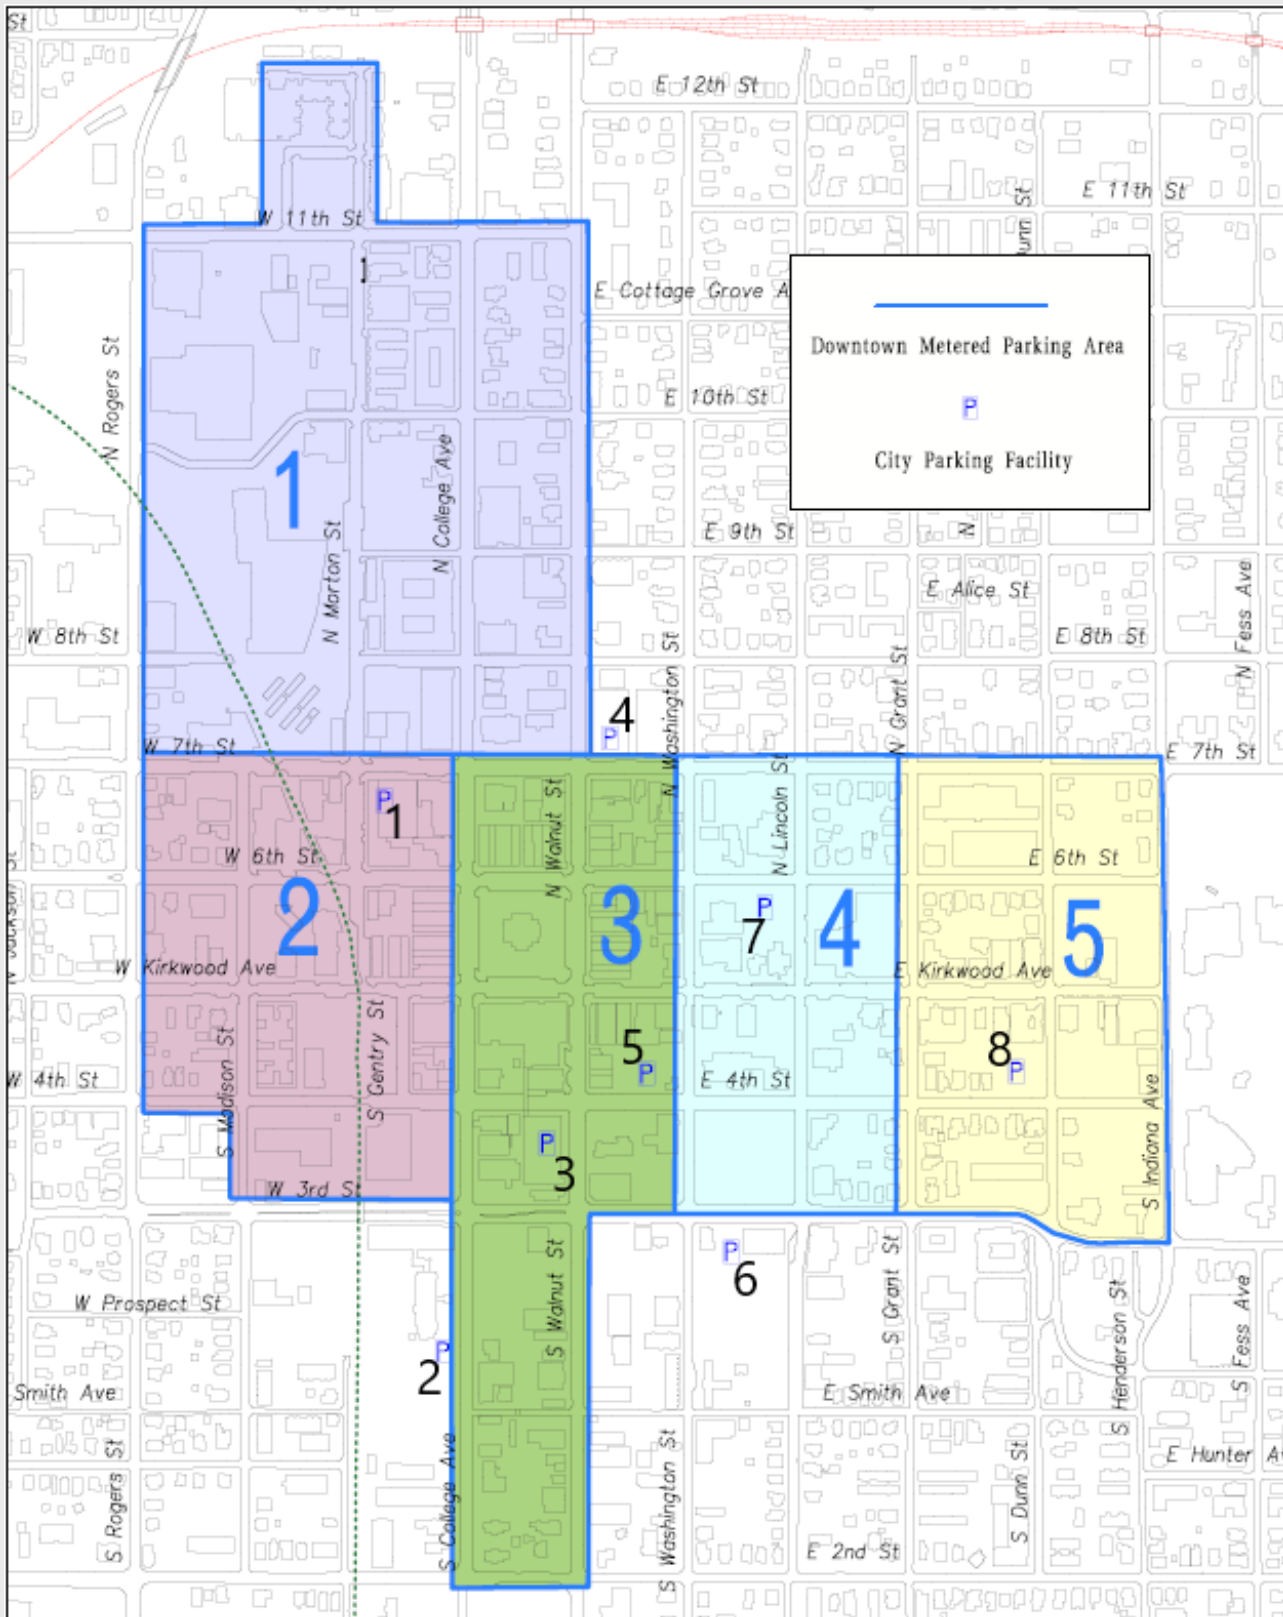 St
E 12th St
E 11th St
W 11th St
E Cottage Grove A
Downtown Metered Parking Area
P
City Parking Facility
N Rogers St
E 10th St
1
N College Ave
N Morton St
E 9th St
N
E Alice St
N Fess Ave
W 8th St
E 8th St
N Washington St
N Grant St
4
P
W 7th St
E 7th St
P
1
N Walnut St
N Lincoln St
W 6th St
E 6th St
2
3
P
7
4
5
W Kirkwood Ave
E Kirkwood Ave
S Madison St
S Gentry St
5
P
8
P
W 4th St
E 4th St
S Indiana Ave
P
3
W 3rd St
P
6
S Walnut St
S Grant St
W Prospect St
S Henderson St
S Fess Ave
P
2
Smith Ave
E Smith Ave
S Rogers St
S College Ave
S Washington St
S Dunn St
E Hunter Av
E 2nd St